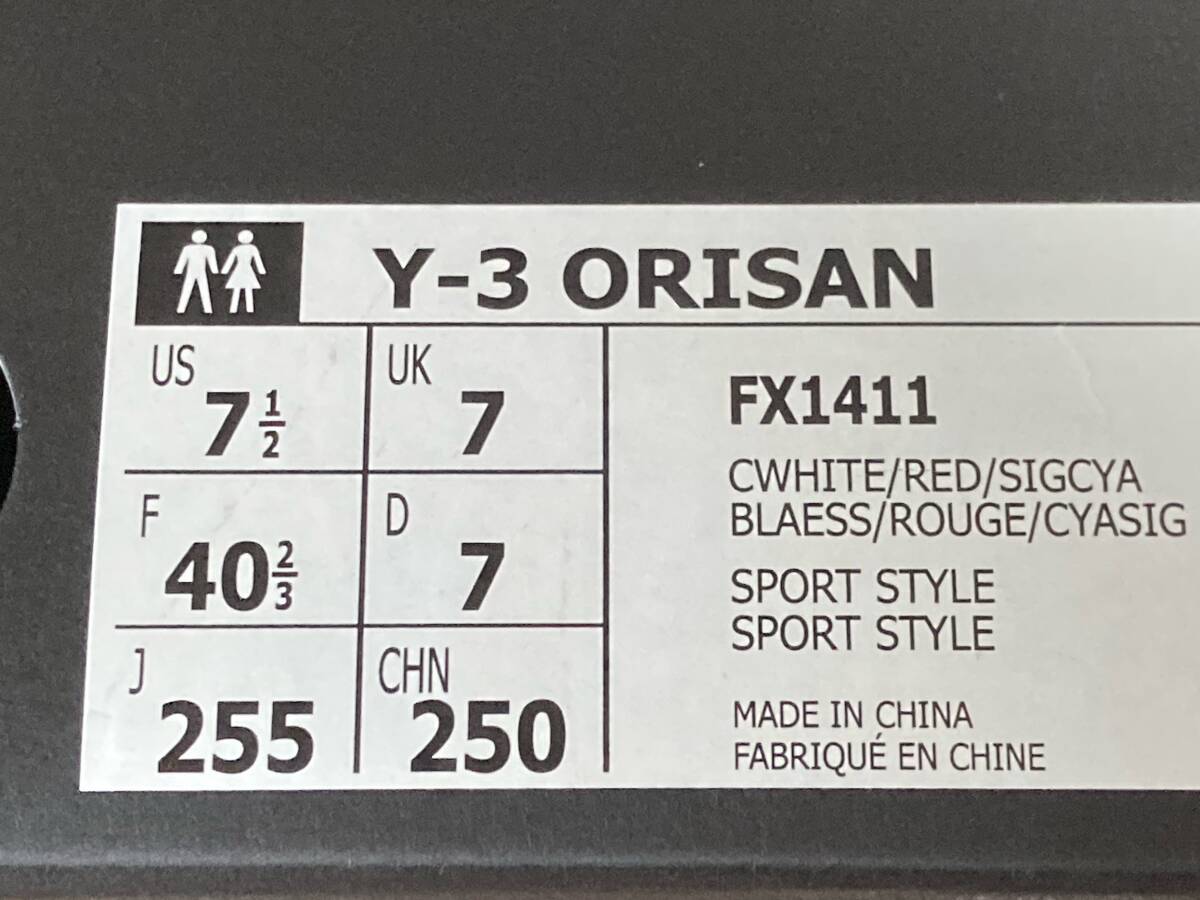 Y-3 ORISAN
US 7 1/2
UK 7
F 40 2/3
D 7
J 255
CHN 250
FX1411
CWHITE/RED/SIGCYA
BLAESS/ROUGE/CYASIG
SPORT STYLE
SPORT STYLE
MADE IN CHINA
FABRIQUÉ EN CHINE